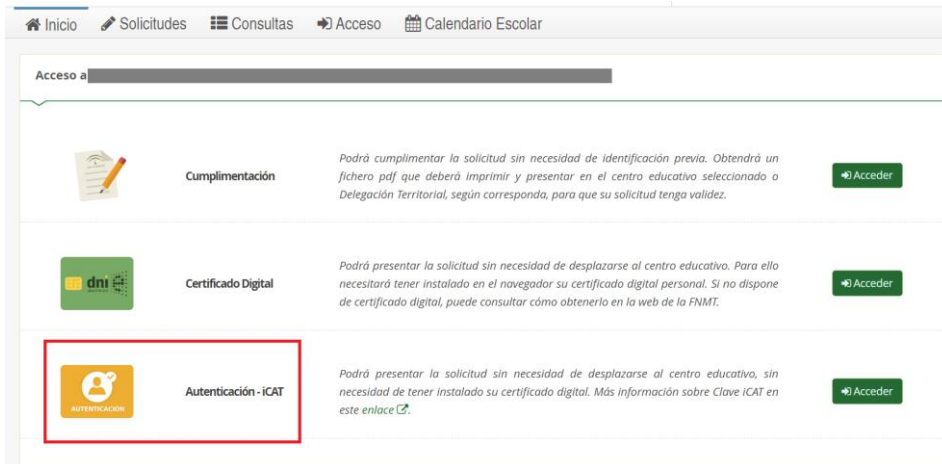 Inicio Solicitudes Consultas Acceso Calendario Escolar
Acceso a
Cumplimentación
Podrá cumplimentar la solicitud sin necesidad de identificación previa. Obtendrá un
fichero pdf que deberá imprimir y presentar en el centro educativo seleccionado o
Delegación Territorial, según corresponda, para que su solicitud tenga validez.
Acceder
dni e
Certificado Digital
Podrá presentar la solicitud sin necesidad de desplazarse al centro educativo. Para ello
necesitará tener instalado en el navegador su certificado digital personal. Si no dispone
de certificado digital, puede consultar cómo obtenerlo en la web de la FNMT.
Acceder
AUTENTICACIÓN
Autenticación - iCAT
Podrá presentar la solicitud sin necesidad de desplazarse al centro educativo, sin
necesidad de tener instalado su certificado digital. Más información sobre Clave iCAT en
este enlace.
Acceder